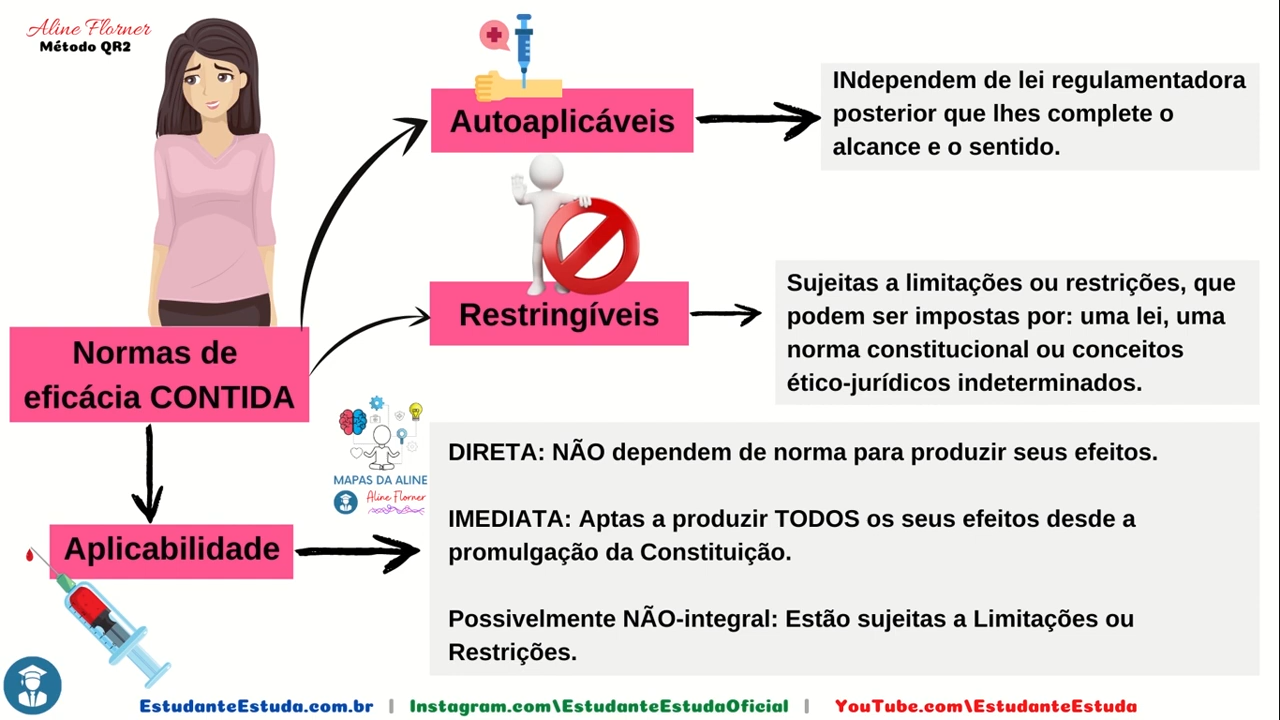 Aline Florner
Método QR2
Autoaplicáveis
INdependem de lei regulamentadora
posterior que lhes complete o
alcance e o sentido.
Restringíveis
Sujeitas a limitações ou restrições, que
podem ser impostas por: uma lei, uma
norma constitucional ou conceitos
ético-jurídicos indeterminados.
Normas de
eficácia CONTIDA
MAPAS DA ALINE
Aline Florner
Aplicabilidade
DIRETA: NÃO dependem de norma para produzir seus efeitos.
IMEDIATA: Aptas a produzir TODOS os seus efeitos desde a
promulgação da Constituição.
Possivelmente NÃO-integral: Estão sujeitas a Limitações ou
Restrições.
EstudanteEstuda.com.br | Instagram.com\EstudanteEstudaOficial | YouTube.com\EstudanteEstuda